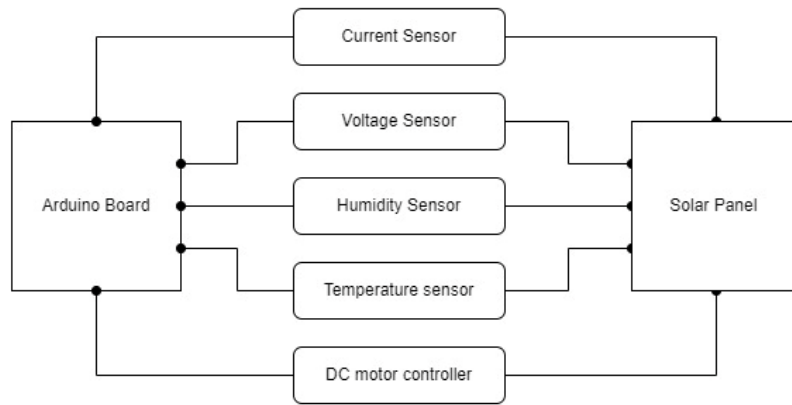 Current Sensor
Voltage Sensor
Arduino Board
Humidity Sensor
Solar Panel
Temperature sensor
DC motor controller